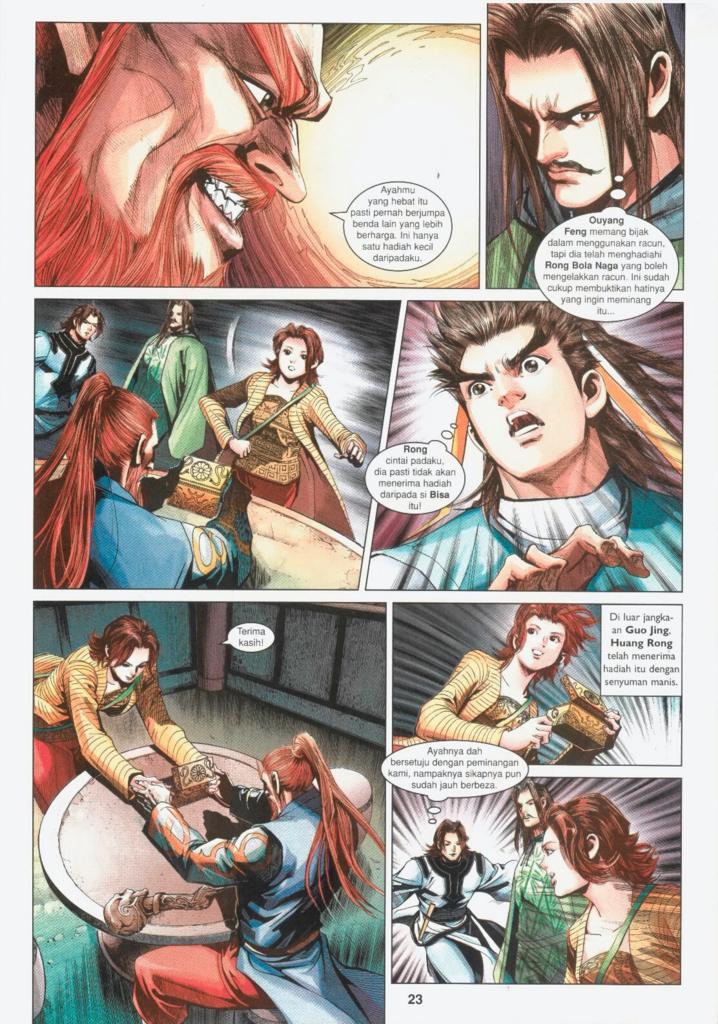 Ayahmu
yang hebat itu
pasti pernah berjumpa
benda lain yang lebih
berharga. Ini hanya
satu hadiah kecil
daripadaku.
Ouyang
Feng memang bijak
dalam menggunakan racun,
tapi dia telah menghadiahi
Rong Bola Naga yang boleh
mengelakkan racun. Ini sudah
cukup membuktikan hatinya
yang ingin meminang
itu...
Rong
cintai padaku,
dia pasti tidak akan
menerima hadiah
daripada si Bisa
itu!
Terima
kasih!
Di luar jangka-
an Guo Jing,
Huang Rong
telah menerima
hadiah itu dengan
senyuman manis.
Ayahnya dah
bersetuju dengan peminangan
kami, nampaknya sikapnya pun
sudah jauh berbeza.
23